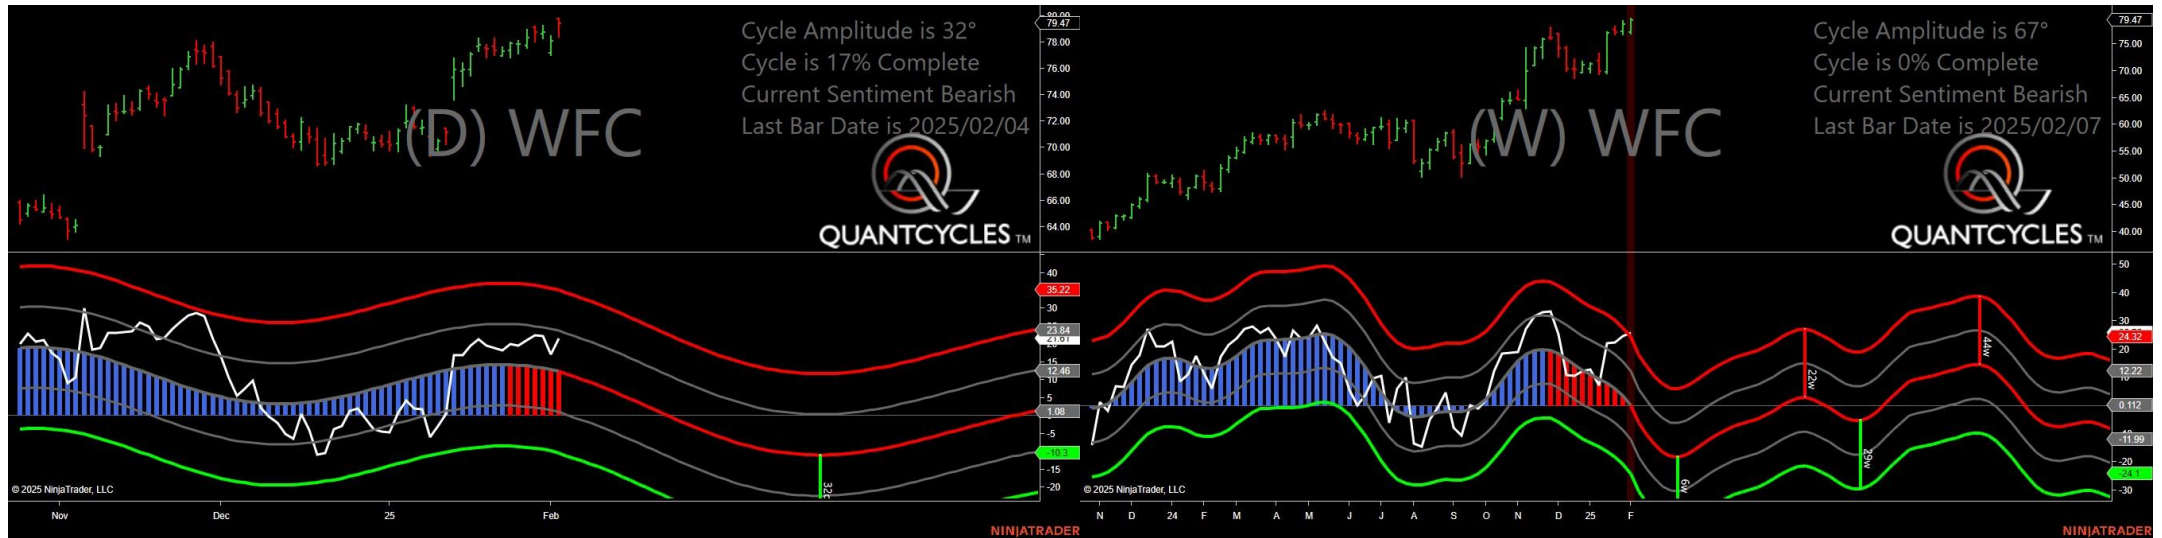 Cycle Amplitude is 32°
Cycle is 17% Complete
Current Sentiment Bearish
Last Bar Date is 2025/02/04
(D) WFC
QUANTCYCLES TM
80.00
79.47
78.00
76.00
74.00
72.00
70.00
68.00
66.00
64.00
40
35.22
30
23.84
21.61
15
12.46
10
5
1.08
-5
-10.3
-15
-20
32d
© 2025 NinjaTrader, LLC
Nov Dec 25 Feb
NINJATRADER
Cycle Amplitude is 67°
Cycle is 0% Complete
Current Sentiment Bearish
Last Bar Date is 2025/02/07
(W) WFC
QUANTCYCLES TM
79.47
75.00
70.00
65.00
60.00
55.00
50.00
45.00
40.00
50
40
30
24.32
20
12.22
0.112
-11.99
-20
-24.1
-30
6w
22w
29w
44w
© 2025 NinjaTrader, LLC
N D 24 F M A M J J A S O N D 25 F
NINJATRADER